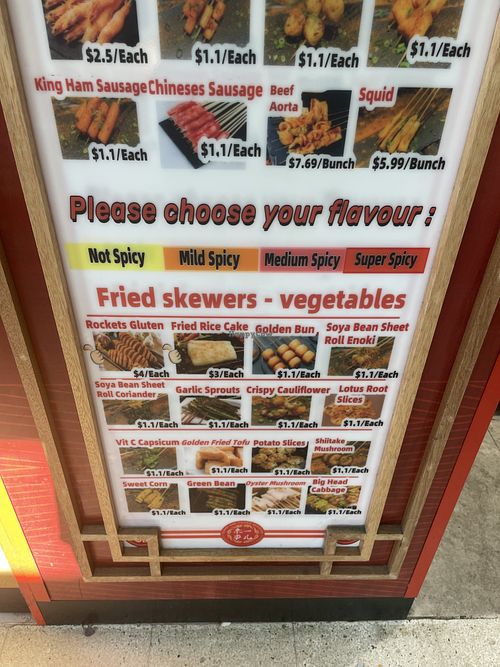 $2.5/Each $1.1/Each $1.1/Each $1.1/Each
King Ham Sausage Chineses Sausage Beef Aorta Squid
$1.1/Each $1.1/Each $7.69/Bunch $5.99/Bunch
Please choose your flavour :
Not Spicy Mild Spicy Medium Spicy Super Spicy
Fried skewers - vegetables
Rockets Gluten Fried Rice Cake Golden Bun Soya Bean Sheet Roll Enoki
$4/Each $3/Each $1.1/Each $1.1/Each
Soya Bean Sheet Roll Coriander Garlic Sprouts Crispy Cauliflower Lotus Root Slices
$1.1/Each $1.1/Each $1.1/Each $1.1/Each
Vit C Capsicum Golden Fried Tofu Potato Slices Shiitake Mushroom
$1.1/Each $1.1/Each $1.1/Each $1.1/Each
Sweet Corn Green Bean Oyster Mushroom Big Head Cabbage
$1.1/Each $1.1/Each $1.1/Each $1.1/Each